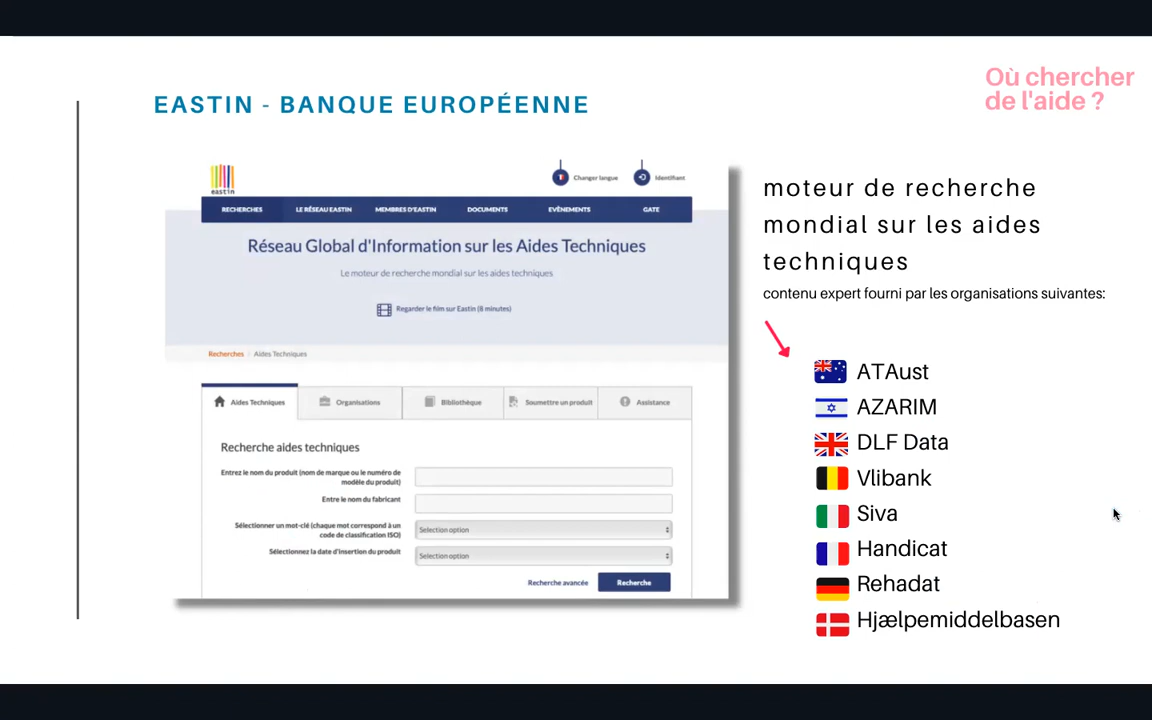 Où chercher
de l'aide ?
EASTIN - BANQUE EUROPÉENNE
eastin
Changer langue
Identifiant
RECHERCHES
LE RÉSEAU EASTIN
MEMBRES D'EASTIN
DOCUMENTS
EVÈNEMENTS
GATE
Réseau Global d'Information sur les Aides Techniques
Le moteur de recherche mondial sur les aides techniques
Regarder le film sur Eastin (8 minutes)
Recherches / Aides Techniques
Aides Techniques
Organisations
Bibliothèque
Soumettre un produit
Assistance
Recherche aides techniques
Entrez le nom du produit (nom de marque ou le numéro de
modèle du produit)
Entre le nom du fabricant
Sélectionner un mot-clé (chaque mot correspond à un
code de classification ISO)
Selection option
Sélectionnez la date d'insertion du produit
Selection option
Recherche avancée
Recherche
moteur de recherche
mondial sur les aides
techniques
contenu expert fourni par les organisations suivantes:
ATAust
AZARIM
DLF Data
Vlibank
Siva
Handicat
Rehadat
Hjælpemiddelbasen